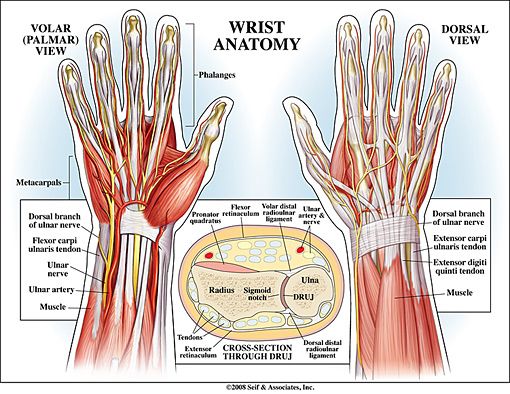 VOLAR
(PALMAR)
VIEW
WRIST
ANATOMY
DORSAL
VIEW
Phalanges
Metacarpals
Dorsal branch
of ulnar nerve
Flexor carpi
ulnaris tendon
Ulnar
nerve
Ulnar artery
Muscle
Pronator
quadratus
Flexor
retinaculum
Volar distal
radioulnar
ligament
Ulnar
artery &
nerve
Radius
Sigmoid
notch
Ulna
DRUJ
Tendons
Extensor
retinaculum
CROSS-SECTION
THROUGH DRUJ
Dorsal distal
radioulnar
ligament
Dorsal branch
of ulnar nerve
Extensor carpi
ulnaris tendon
Extensor digiti
quinti tendon
Muscle
©2008 Seif & Associates, Inc.